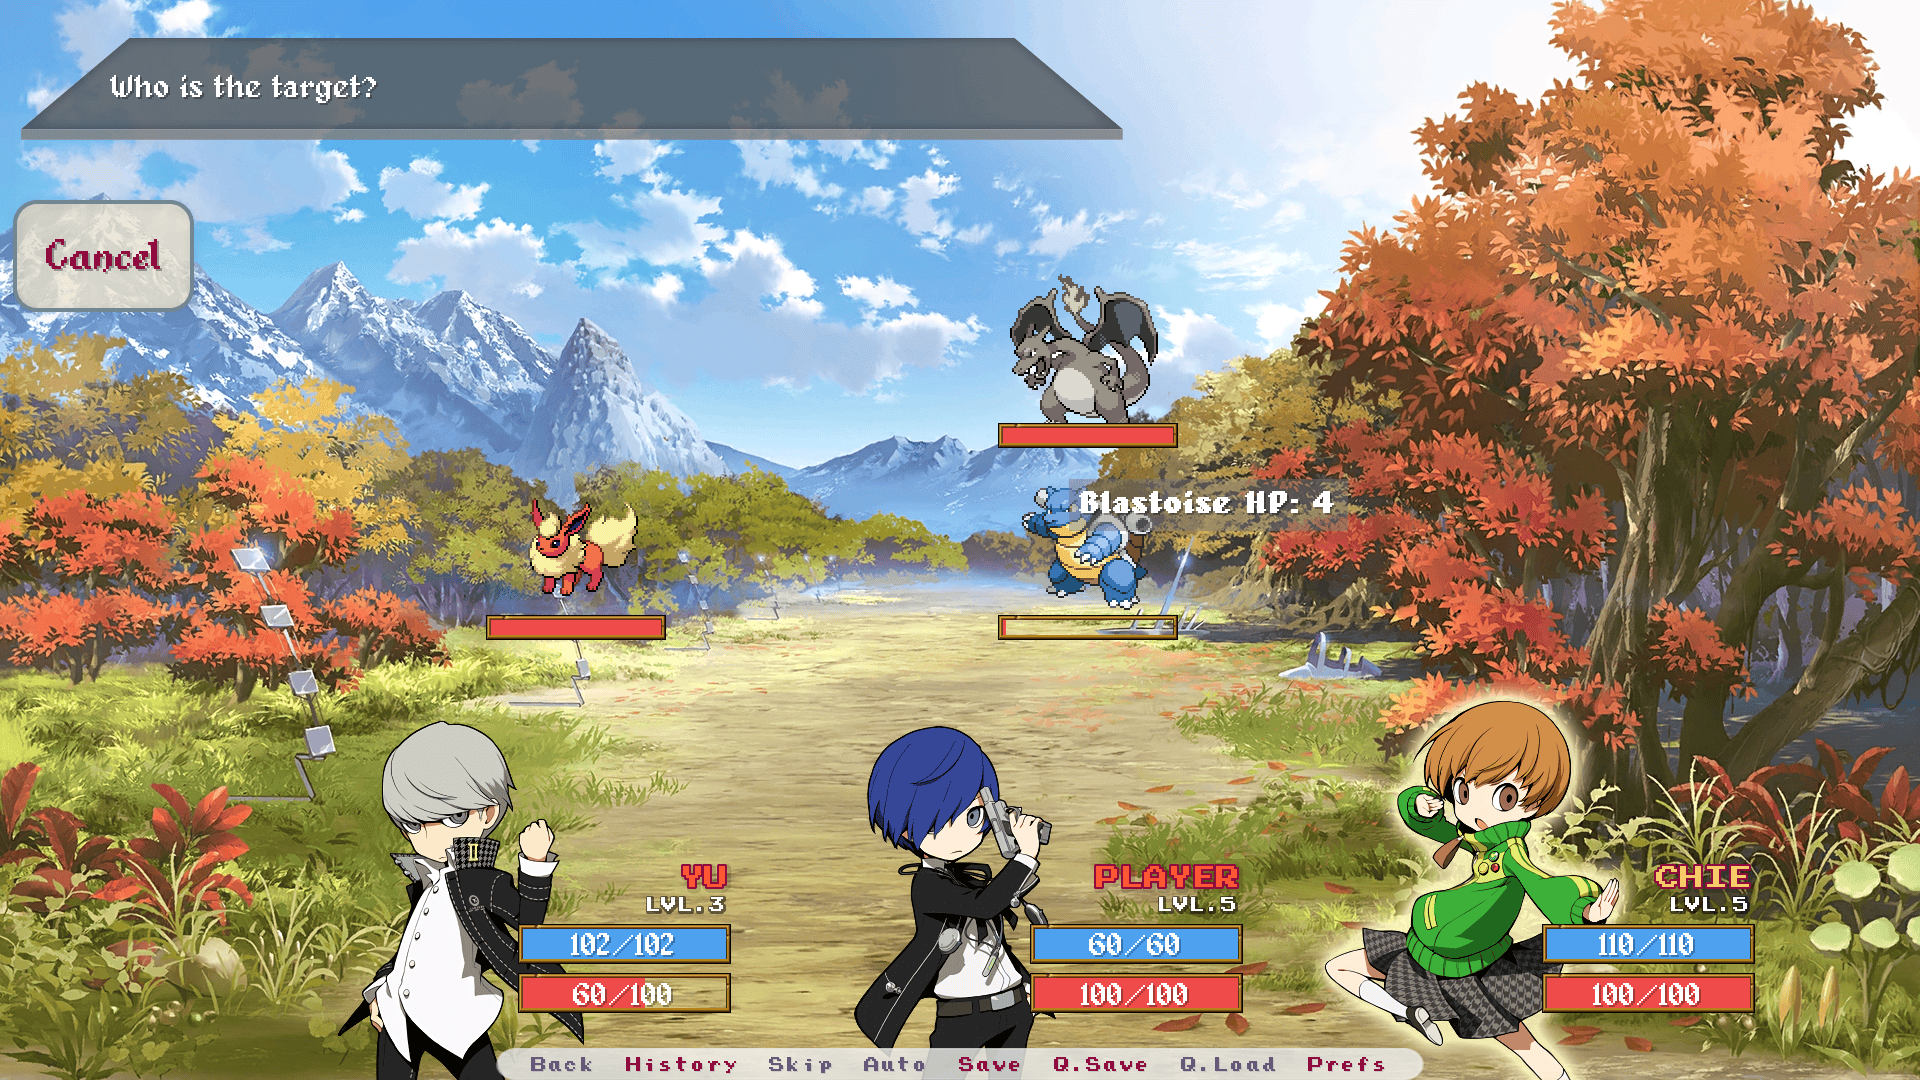 Who is the target?
Cancel
Blastoise HP: 4
II
YU
LVL.3
102/102
60/100
PLAYER
LVL.5
60/60
100/100
CHIE
LVL.5
110/110
100/100
Back History Skip Auto Save Q.Save Q.Load Prefs